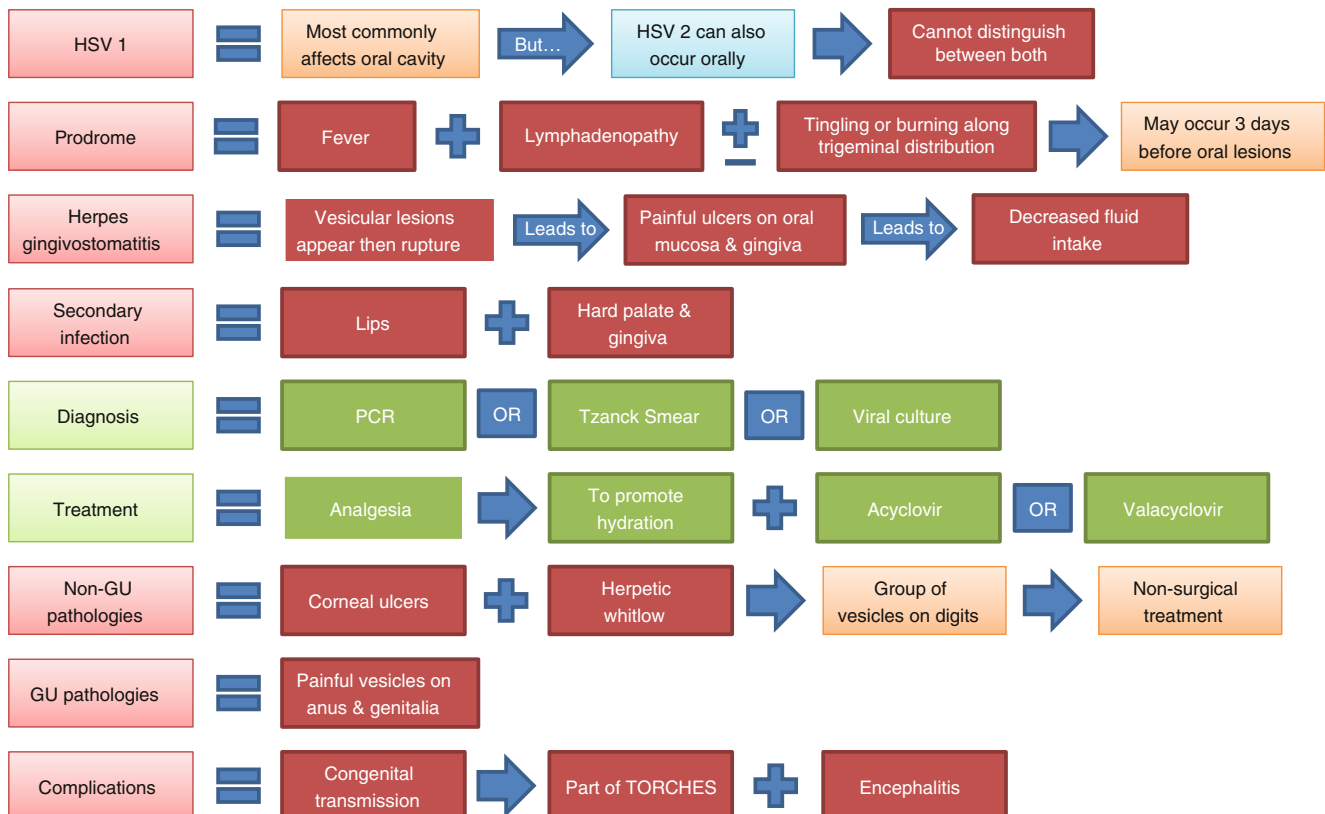 HSV 1
Most commonly
affects oral cavity
But…
HSV 2 can also
occur orally
Cannot distinguish
between both
Prodrome
Fever
Lymphadenopathy
Tingling or burning along
trigeminal distribution
May occur 3 days
before oral lesions
Herpes
gingivostomatitis
Vesicular lesions
appear then rupture
Leads to
Painful ulcers on oral
mucosa & gingiva
Leads to
Decreased fluid
intake
Secondary
infection
Lips
Hard palate &
gingiva
Diagnosis
PCR
OR
Tzanck Smear
OR
Viral culture
Treatment
Analgesia
To promote
hydration
Acyclovir
OR
Valacyclovir
Non-GU
pathologies
Corneal ulcers
Herpetic
whitlow
Group of
vesicles on digits
Non-surgical
treatment
GU pathologies
Painful vesicles on
anus & genitalia
Complications
Congenital
transmission
Part of TORCHES
Encephalitis